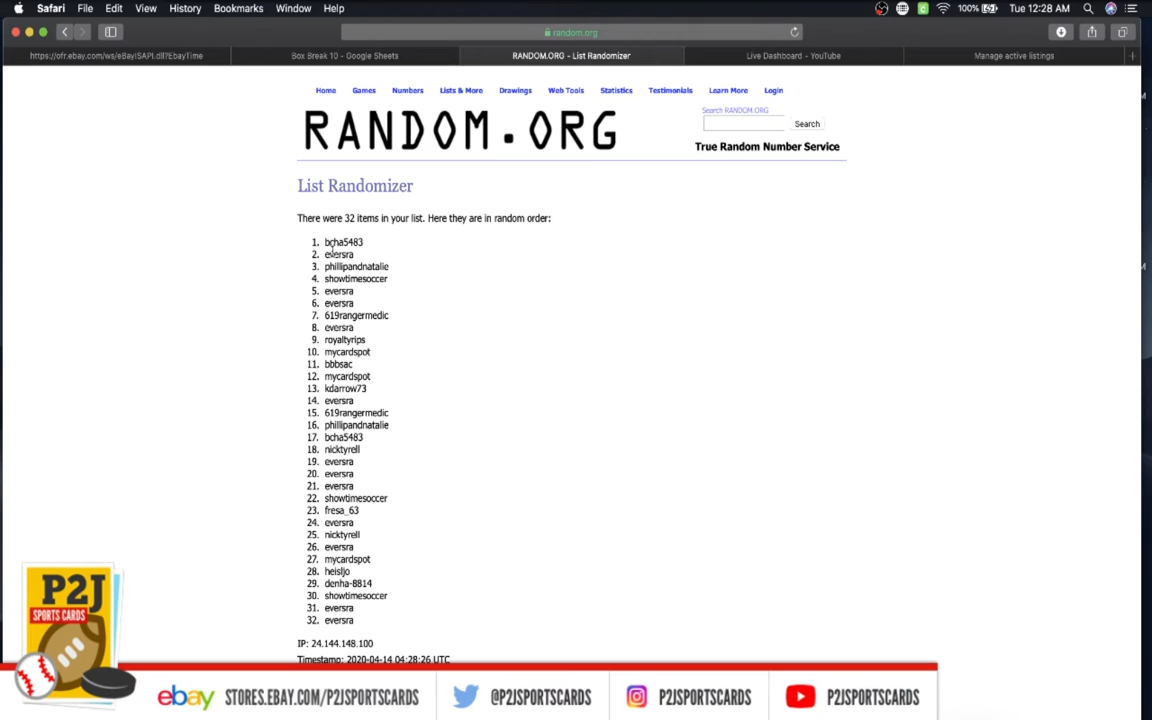 Safari File Edit View History Bookmarks Window Help 100% Tue 12:28 AM
random.org
https://ofr.ebay.com/ws/eBayISAPI.dll?EbayTime Box Break 10 - Google Sheets RANDOM.ORG - List Randomizer Live Dashboard - YouTube Manage active listings
Home Games Numbers Lists & More Drawings Web Tools Statistics Testimonials Learn More Login
RANDOM.ORG
Search RANDOM.ORG
Search
True Random Number Service
List Randomizer
There were 32 items in your list. Here they are in random order:
1. bcha5483
2. eversra
3. phillipandnatalie
4. showtimesoccer
5. eversra
6. eversra
7. 619rangermedic
8. eversra
9. royaltyrips
10. mycardspot
11. bbbsac
12. mycardspot
13. kdarrow73
14. eversra
15. 619rangermedic
16. phillipandnatalie
17. bcha5483
18. nicktyrell
19. eversra
20. eversra
21. eversra
22. showtimesoccer
23. fresa_63
24. eversra
25. nicktyrell
26. eversra
27. mycardspot
28. heisljo
29. denha-8814
30. showtimesoccer
31. eversra
32. eversra
IP: 24.144.148.100
Timestamp: 2020-04-14 04:28:26 UTC
P2J
SPORTS CARDS
ebay STORES.EBAY.COM/P2JSPORTSCARDS @P2JSPORTSCARDS P2JSPORTSCARDS P2JSPORTSCARDS